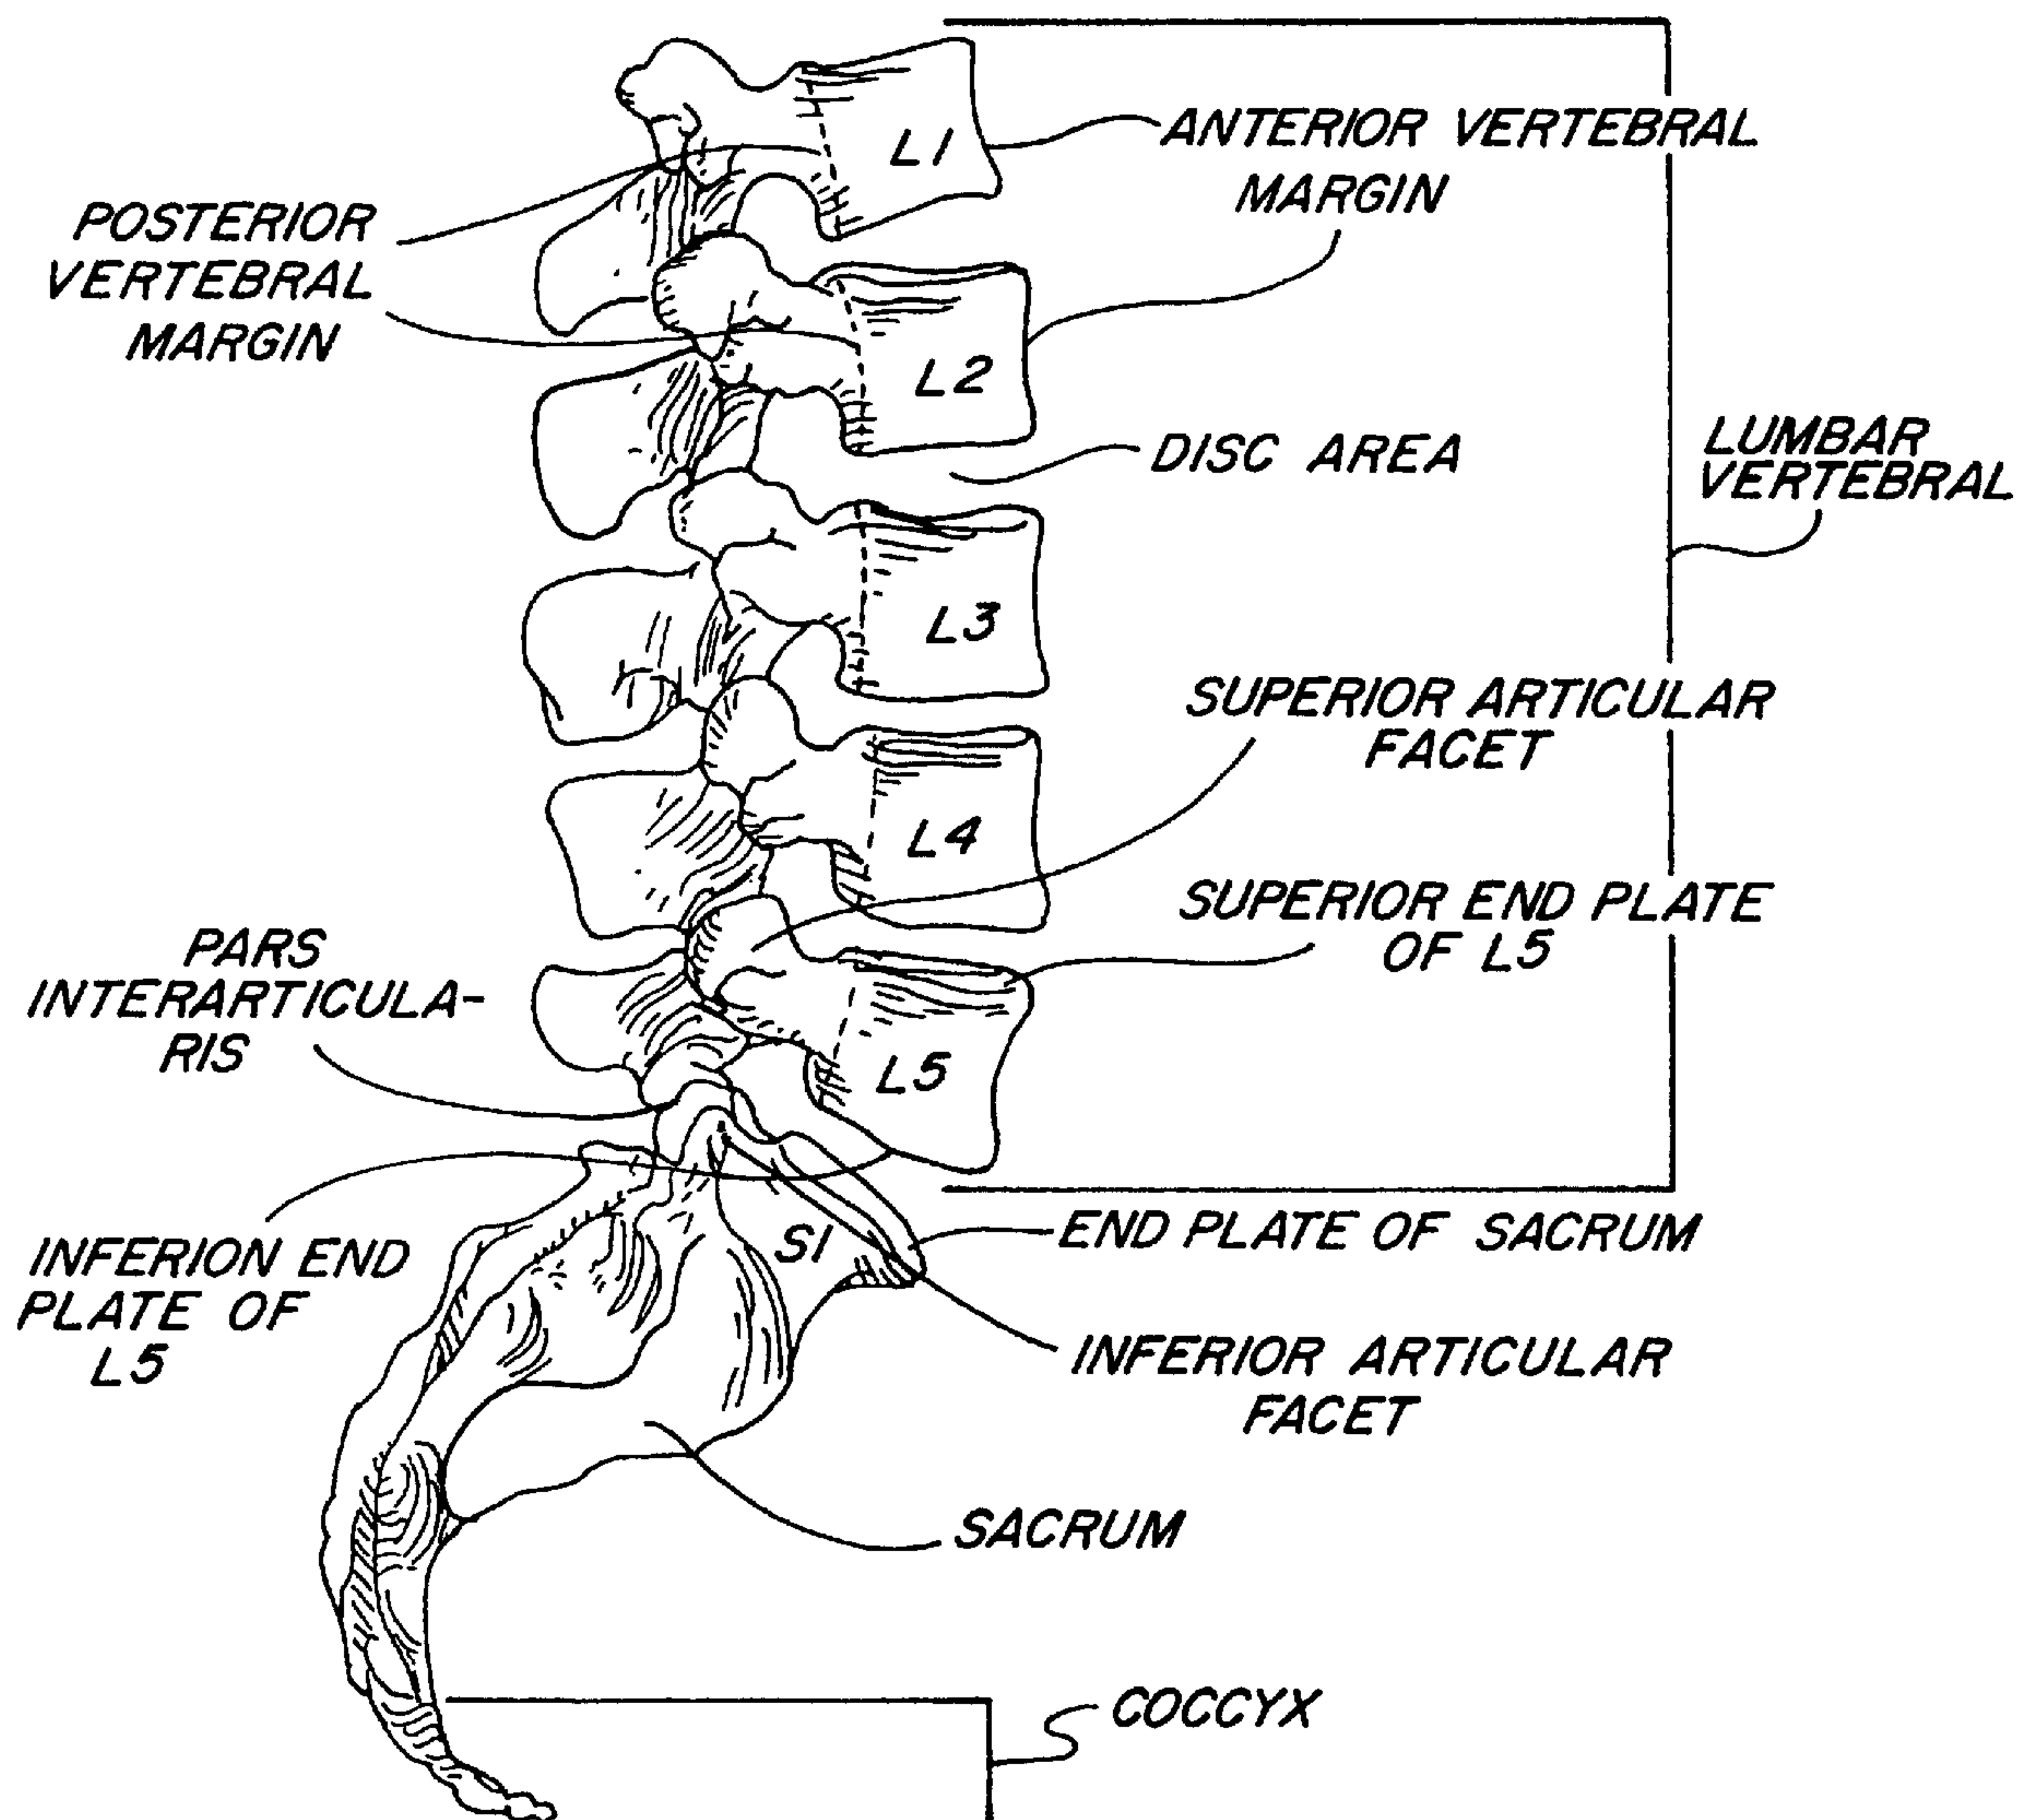 L1
ANTERIOR VERTEBRAL
MARGIN
POSTERIOR
VERTEBRAL
MARGIN
L2
DISC AREA
LUMBAR
VERTEBRAL
L3
SUPERIOR ARTICULAR
FACET
L4
SUPERIOR END PLATE
OF L5
PARS
INTERARTICULA-
RIS
L5
S1
END PLATE OF SACRUM
INFERION END
PLATE OF
L5
INFERIOR ARTICULAR
FACET
SACRUM
COCCYX